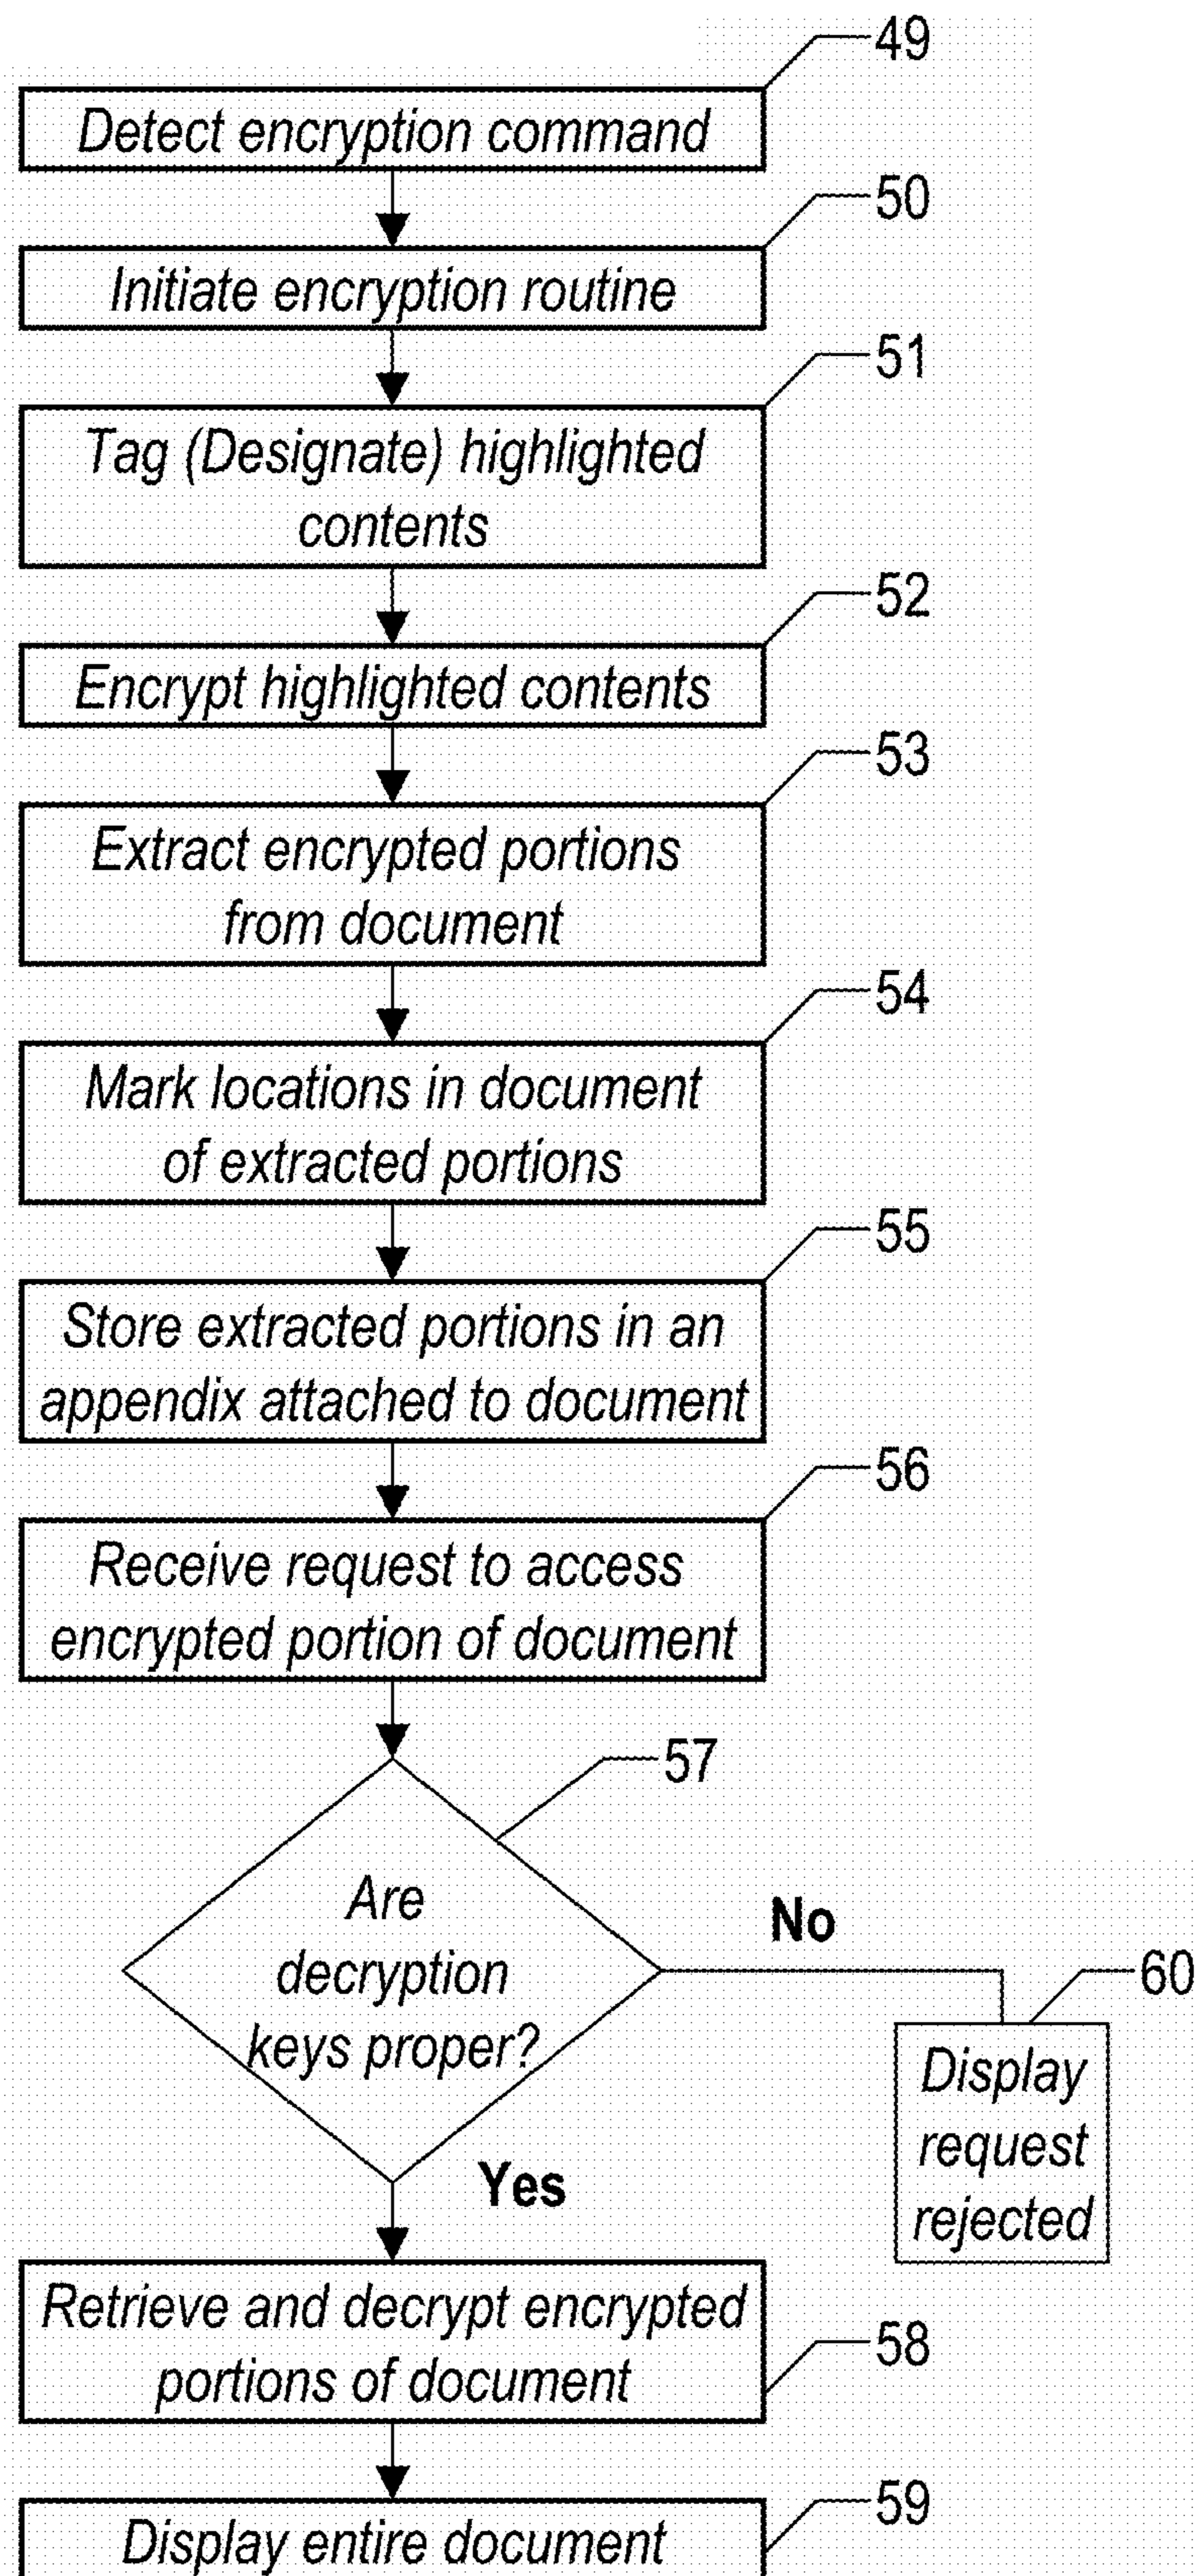 49
Detect encryption command
50
Initiate encryption routine
51
Tag (Designate) highlighted
contents
52
Encrypt highlighted contents
53
Extract encrypted portions
from document
54
Mark locations in document
of extracted portions
55
Store extracted portions in an
appendix attached to document
56
Receive request to access
encrypted portion of document
57
Are
decryption
keys proper?
No
60
Display
request
rejected
Yes
Retrieve and decrypt encrypted
portions of document
58
59
Display entire document